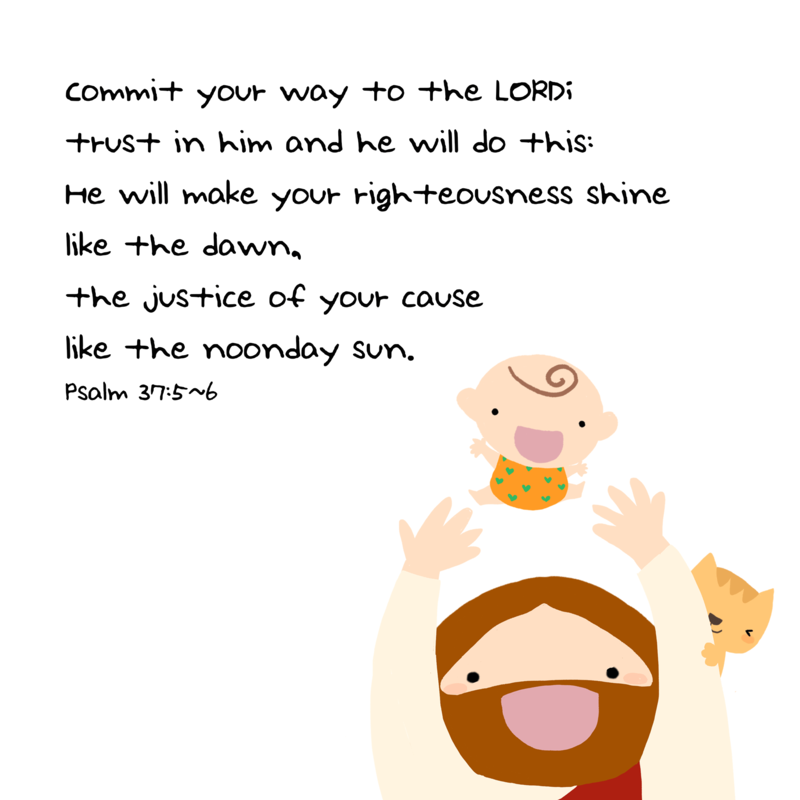 Commit your way to the LORD;
trust in him and he will do this:
He will make your righteousness shine
like the dawn,
the justice of your cause
like the noonday sun.
Psalm 37:5~6